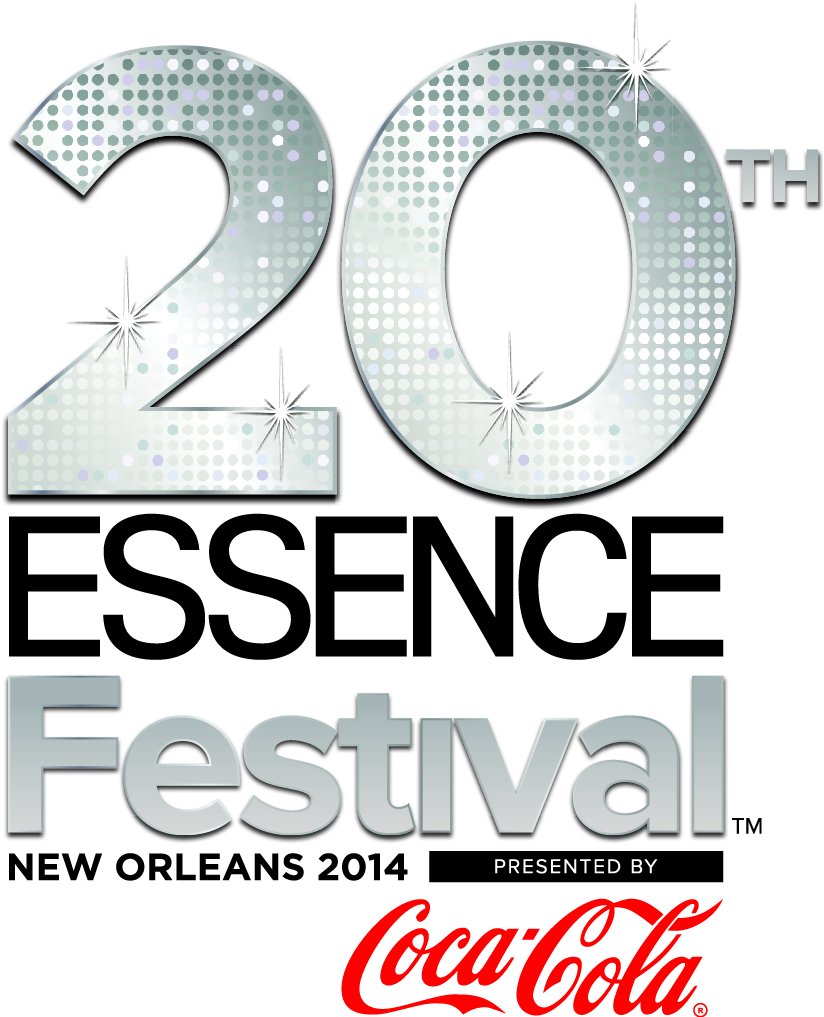 20TH
ESSENCE
Festival™
NEW ORLEANS 2014 PRESENTED BY
Coca-Cola®